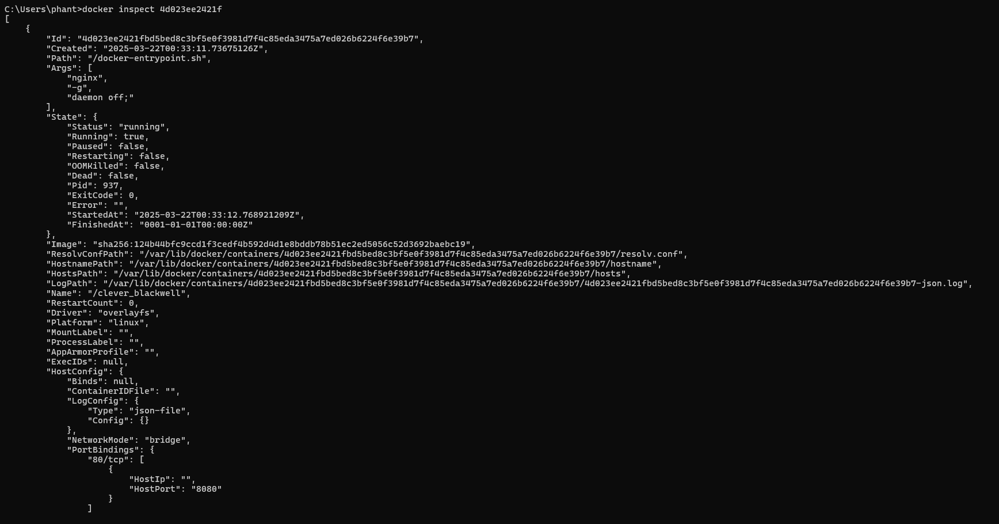 C:\Users\phant>docker inspect 4d023ee2421f
[
    {
        "Id": "4d023ee2421fbd5bed8c3bf5e0f3981d7f4c85eda3475a7ed026b6224f6e39b7",
        "Created": "2025-03-22T00:33:11.73675126Z",
        "Path": "/docker-entrypoint.sh",
        "Args": [
            "nginx",
            "-g",
            "daemon off;"
        ],
        "State": {
            "Status": "running",
            "Running": true,
            "Paused": false,
            "Restarting": false,
            "OOMKilled": false,
            "Dead": false,
            "Pid": 937,
            "ExitCode": 0,
            "Error": "",
            "StartedAt": "2025-03-22T00:33:12.768921209Z",
            "FinishedAt": "0001-01-01T00:00:00Z"
        },
        "Image": "sha256:124b44bfc9ccd1f3cedf4b592d4d1e8bddb78b51ec2ed5056c52d3692baebc19",
        "ResolvConfPath": "/var/lib/docker/containers/4d023ee2421fbd5bed8c3bf5e0f3981d7f4c85eda3475a7ed026b6224f6e39b7/resolv.conf",
        "HostnamePath": "/var/lib/docker/containers/4d023ee2421fbd5bed8c3bf5e0f3981d7f4c85eda3475a7ed026b6224f6e39b7/hostname",
        "HostsPath": "/var/lib/docker/containers/4d023ee2421fbd5bed8c3bf5e0f3981d7f4c85eda3475a7ed026b6224f6e39b7/hosts",
        "LogPath": "/var/lib/docker/containers/4d023ee2421fbd5bed8c3bf5e0f3981d7f4c85eda3475a7ed026b6224f6e39b7/4d023ee2421fbd5bed8c3bf5e0f3981d7f4c85eda3475a7ed026b6224f6e39b7-json.log",
        "Name": "/clever_blackwell",
        "RestartCount": 0,
        "Driver": "overlayfs",
        "Platform": "linux",
        "MountLabel": "",
        "ProcessLabel": "",
        "AppArmorProfile": "",
        "ExecIDs": null,
        "HostConfig": {
            "Binds": null,
            "ContainerIDFile": "",
            "LogConfig": {
                "Type": "json-file",
                "Config": {}
            },
            "NetworkMode": "bridge",
            "PortBindings": {
                "80/tcp": [
                    {
                        "HostIp": "",
                        "HostPort": "8080"
                    }
                ]